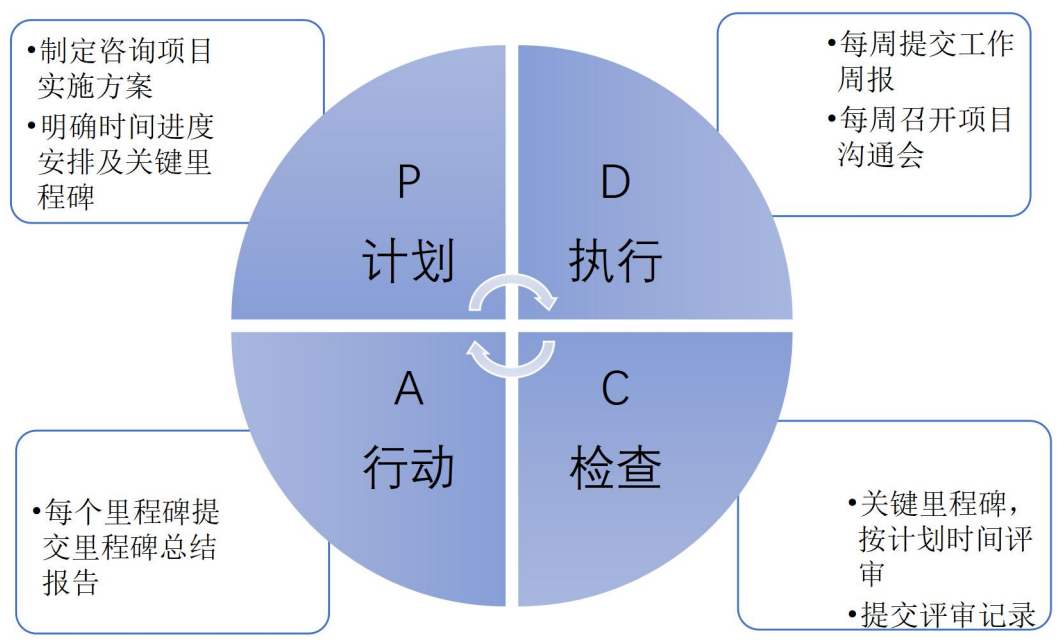 •制定咨询项目
实施方案
•明确时间进度
安排及关键里
程碑
•每周提交工作
周报
•每周召开项目
沟通会
P
计划
D
执行
A
行动
C
检查
•每个里程碑提
交里程碑总结
报告
•关键里程碑，
按计划时间评
审
•提交评审记录